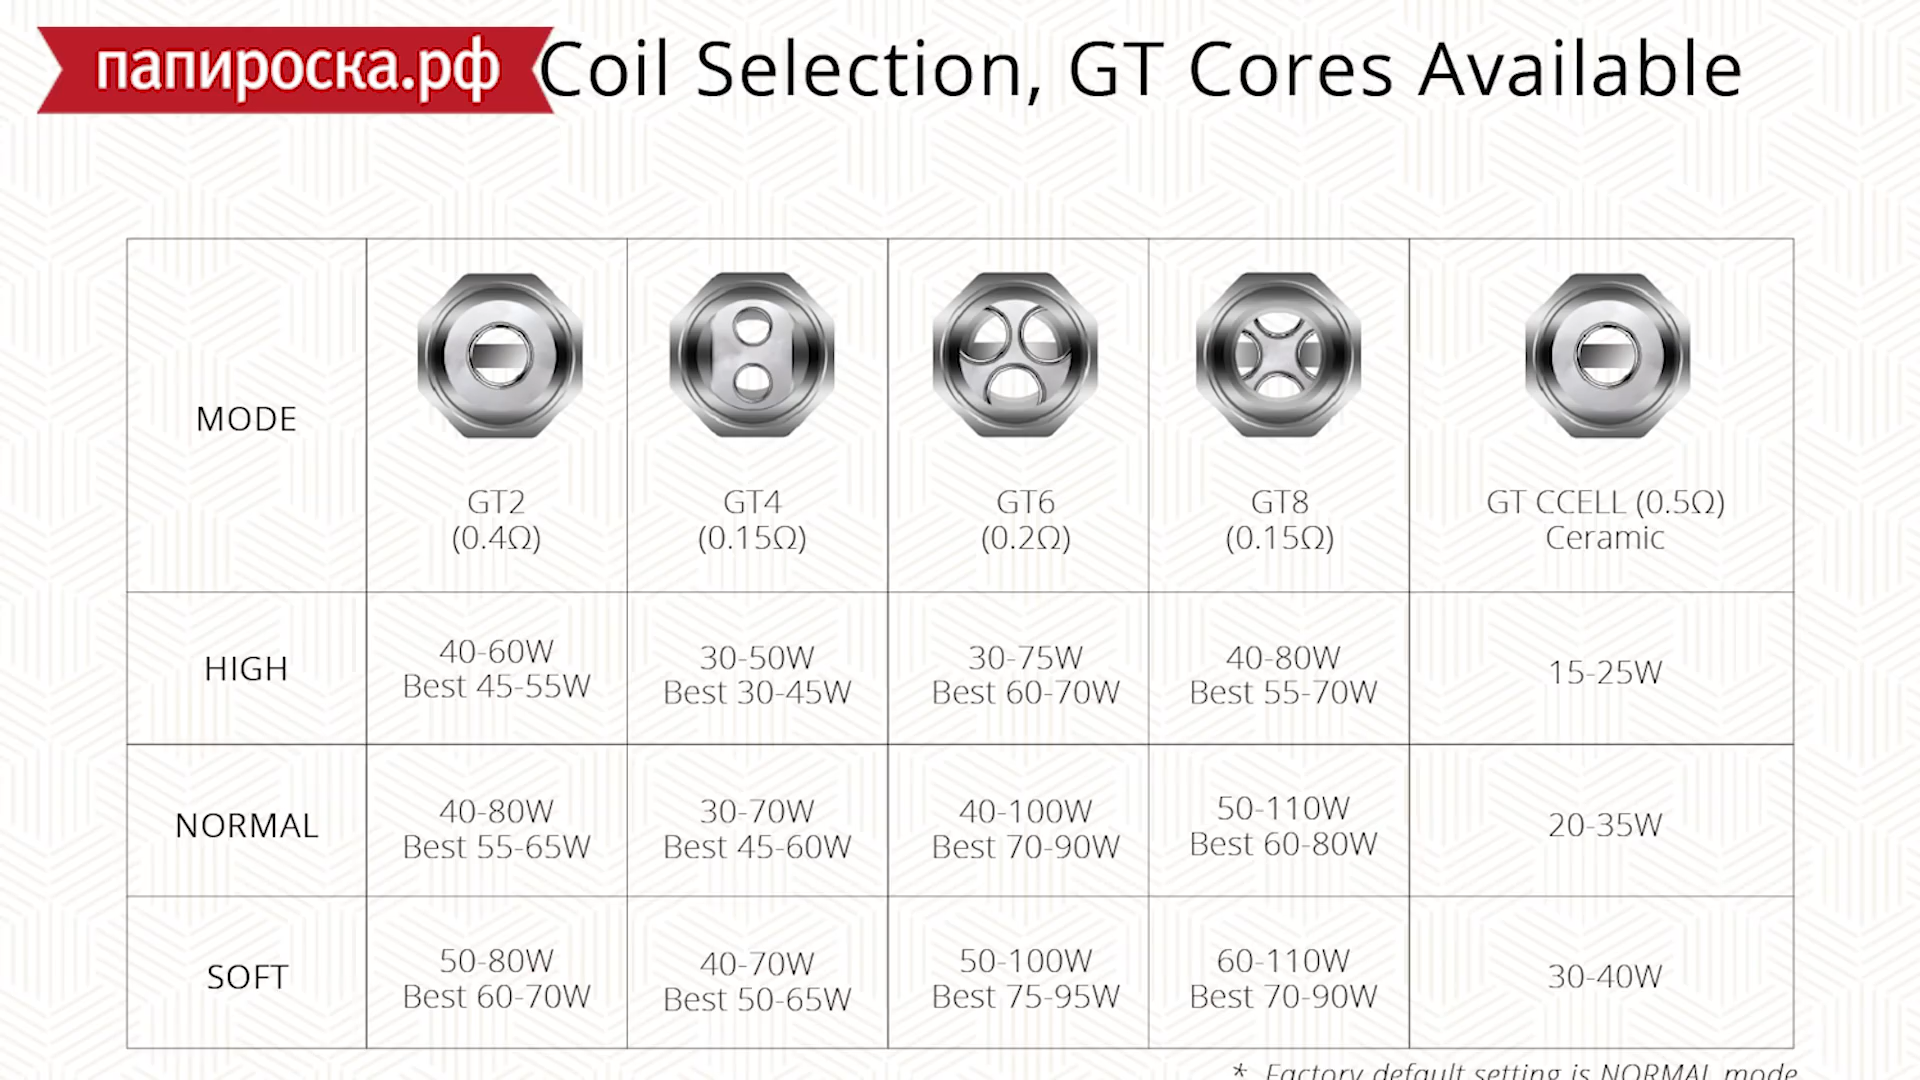 папироска.рф
Coil Selection, GT Cores Available
MODE
GT2
(0.4Ω)
GT4
(0.15Ω)
GT6
(0.2Ω)
GT8
(0.15Ω)
GT CCELL (0.5Ω)
Ceramic
HIGH
40-60W
Best 45-55W
30-50W
Best 30-45W
30-75W
Best 60-70W
40-80W
Best 55-70W
15-25W
NORMAL
40-80W
Best 55-65W
30-70W
Best 45-60W
40-100W
Best 70-90W
50-110W
Best 60-80W
20-35W
SOFT
50-80W
Best 60-70W
40-70W
Best 50-65W
50-100W
Best 75-95W
60-110W
Best 70-90W
30-40W
* Factory default setting is NORMAL mode